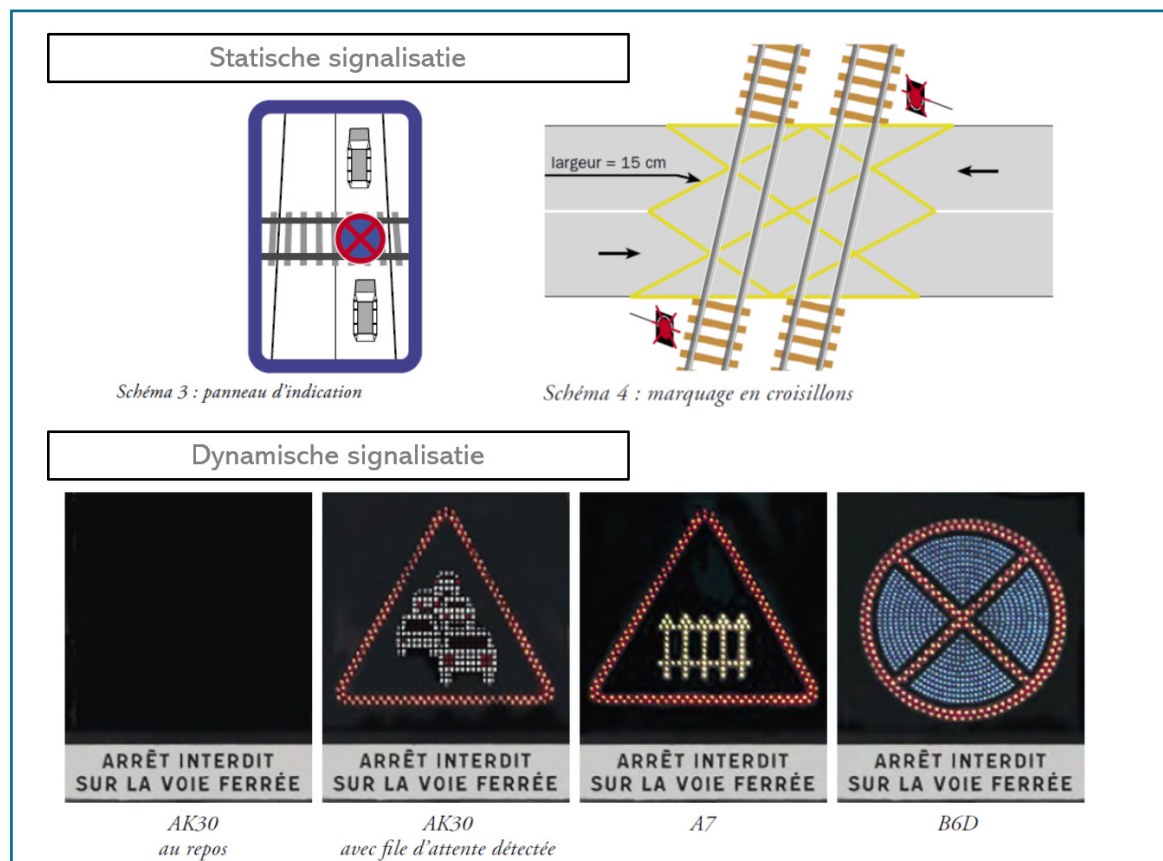 Statische signalisatie
largeur = 15 cm
Schéma 3 : panneau d'indication
Schéma 4 : marquage en croisillons
Dynamische signalisatie
ARRÊT INTERDIT
SUR LA VOIE FERRÉE
ARRÊT INTERDIT
SUR LA VOIE FERRÉE
ARRÊT INTERDIT
SUR LA VOIE FERRÉE
ARRÊT INTERDIT
SUR LA VOIE FERRÉE
AK30
au repos
AK30
avec file d'attente détectée
A7
B6D